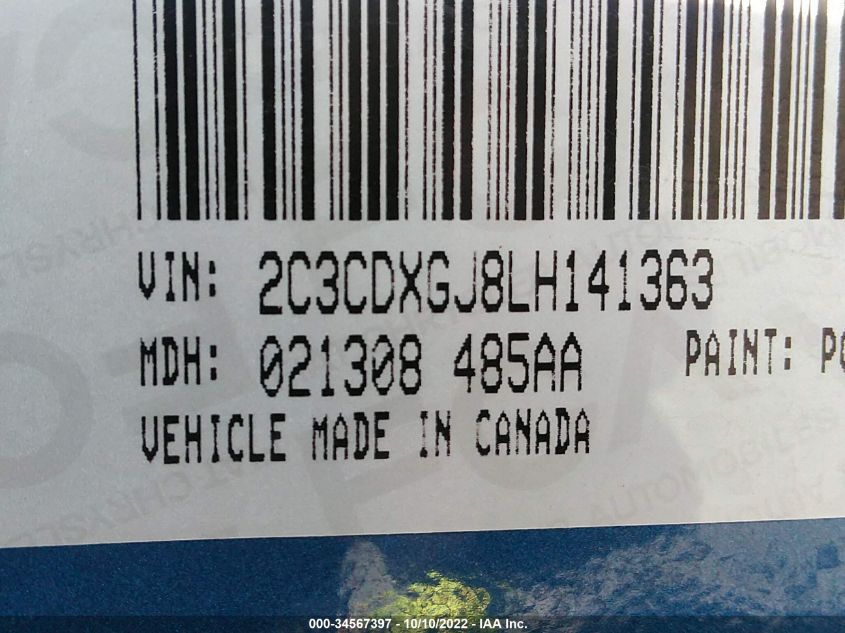 VIN: 2C3CDXGJ8LH141363
MDH: 021308 485AA PAINT:
VEHICLE MADE IN CANADA
000-34567397 - 10/10/2022 - IAA Inc.